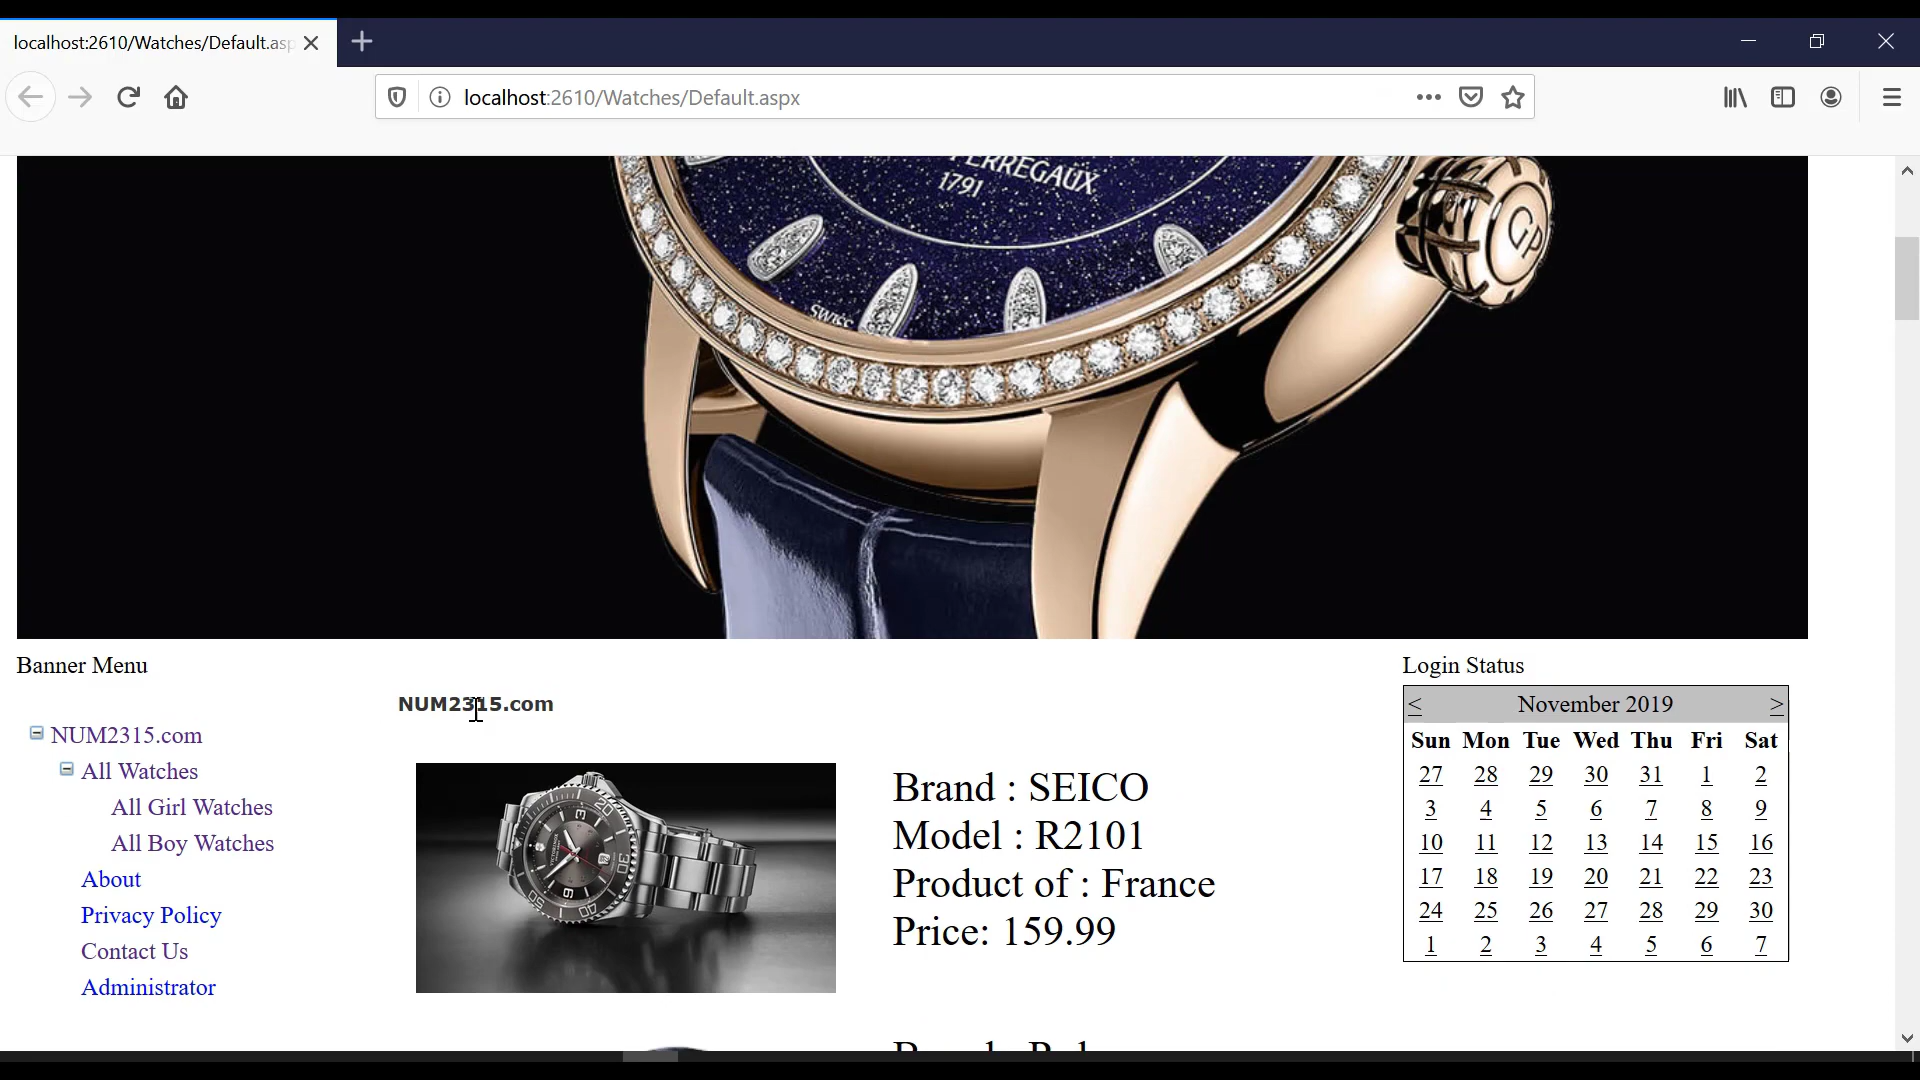 localhost:2610/Watches/Default.asp
localhost:2610/Watches/Default.aspx
PERREGAUX
1791
SWISS
GP
Banner Menu
NUM2315.com
All Watches
All Girl Watches
All Boy Watches
About
Privacy Policy
Contact Us
Administrator
NUM2315.com
Brand : SEICO
Model : R2101
Product of : France
Price: 159.99
Login Status
< November 2019 >
Sun Mon Tue Wed Thu Fri Sat
27 28 29 30 31 1 2
3 4 5 6 7 8 9
10 11 12 13 14 15 16
17 18 19 20 21 22 23
24 25 26 27 28 29 30
1 2 3 4 5 6 7